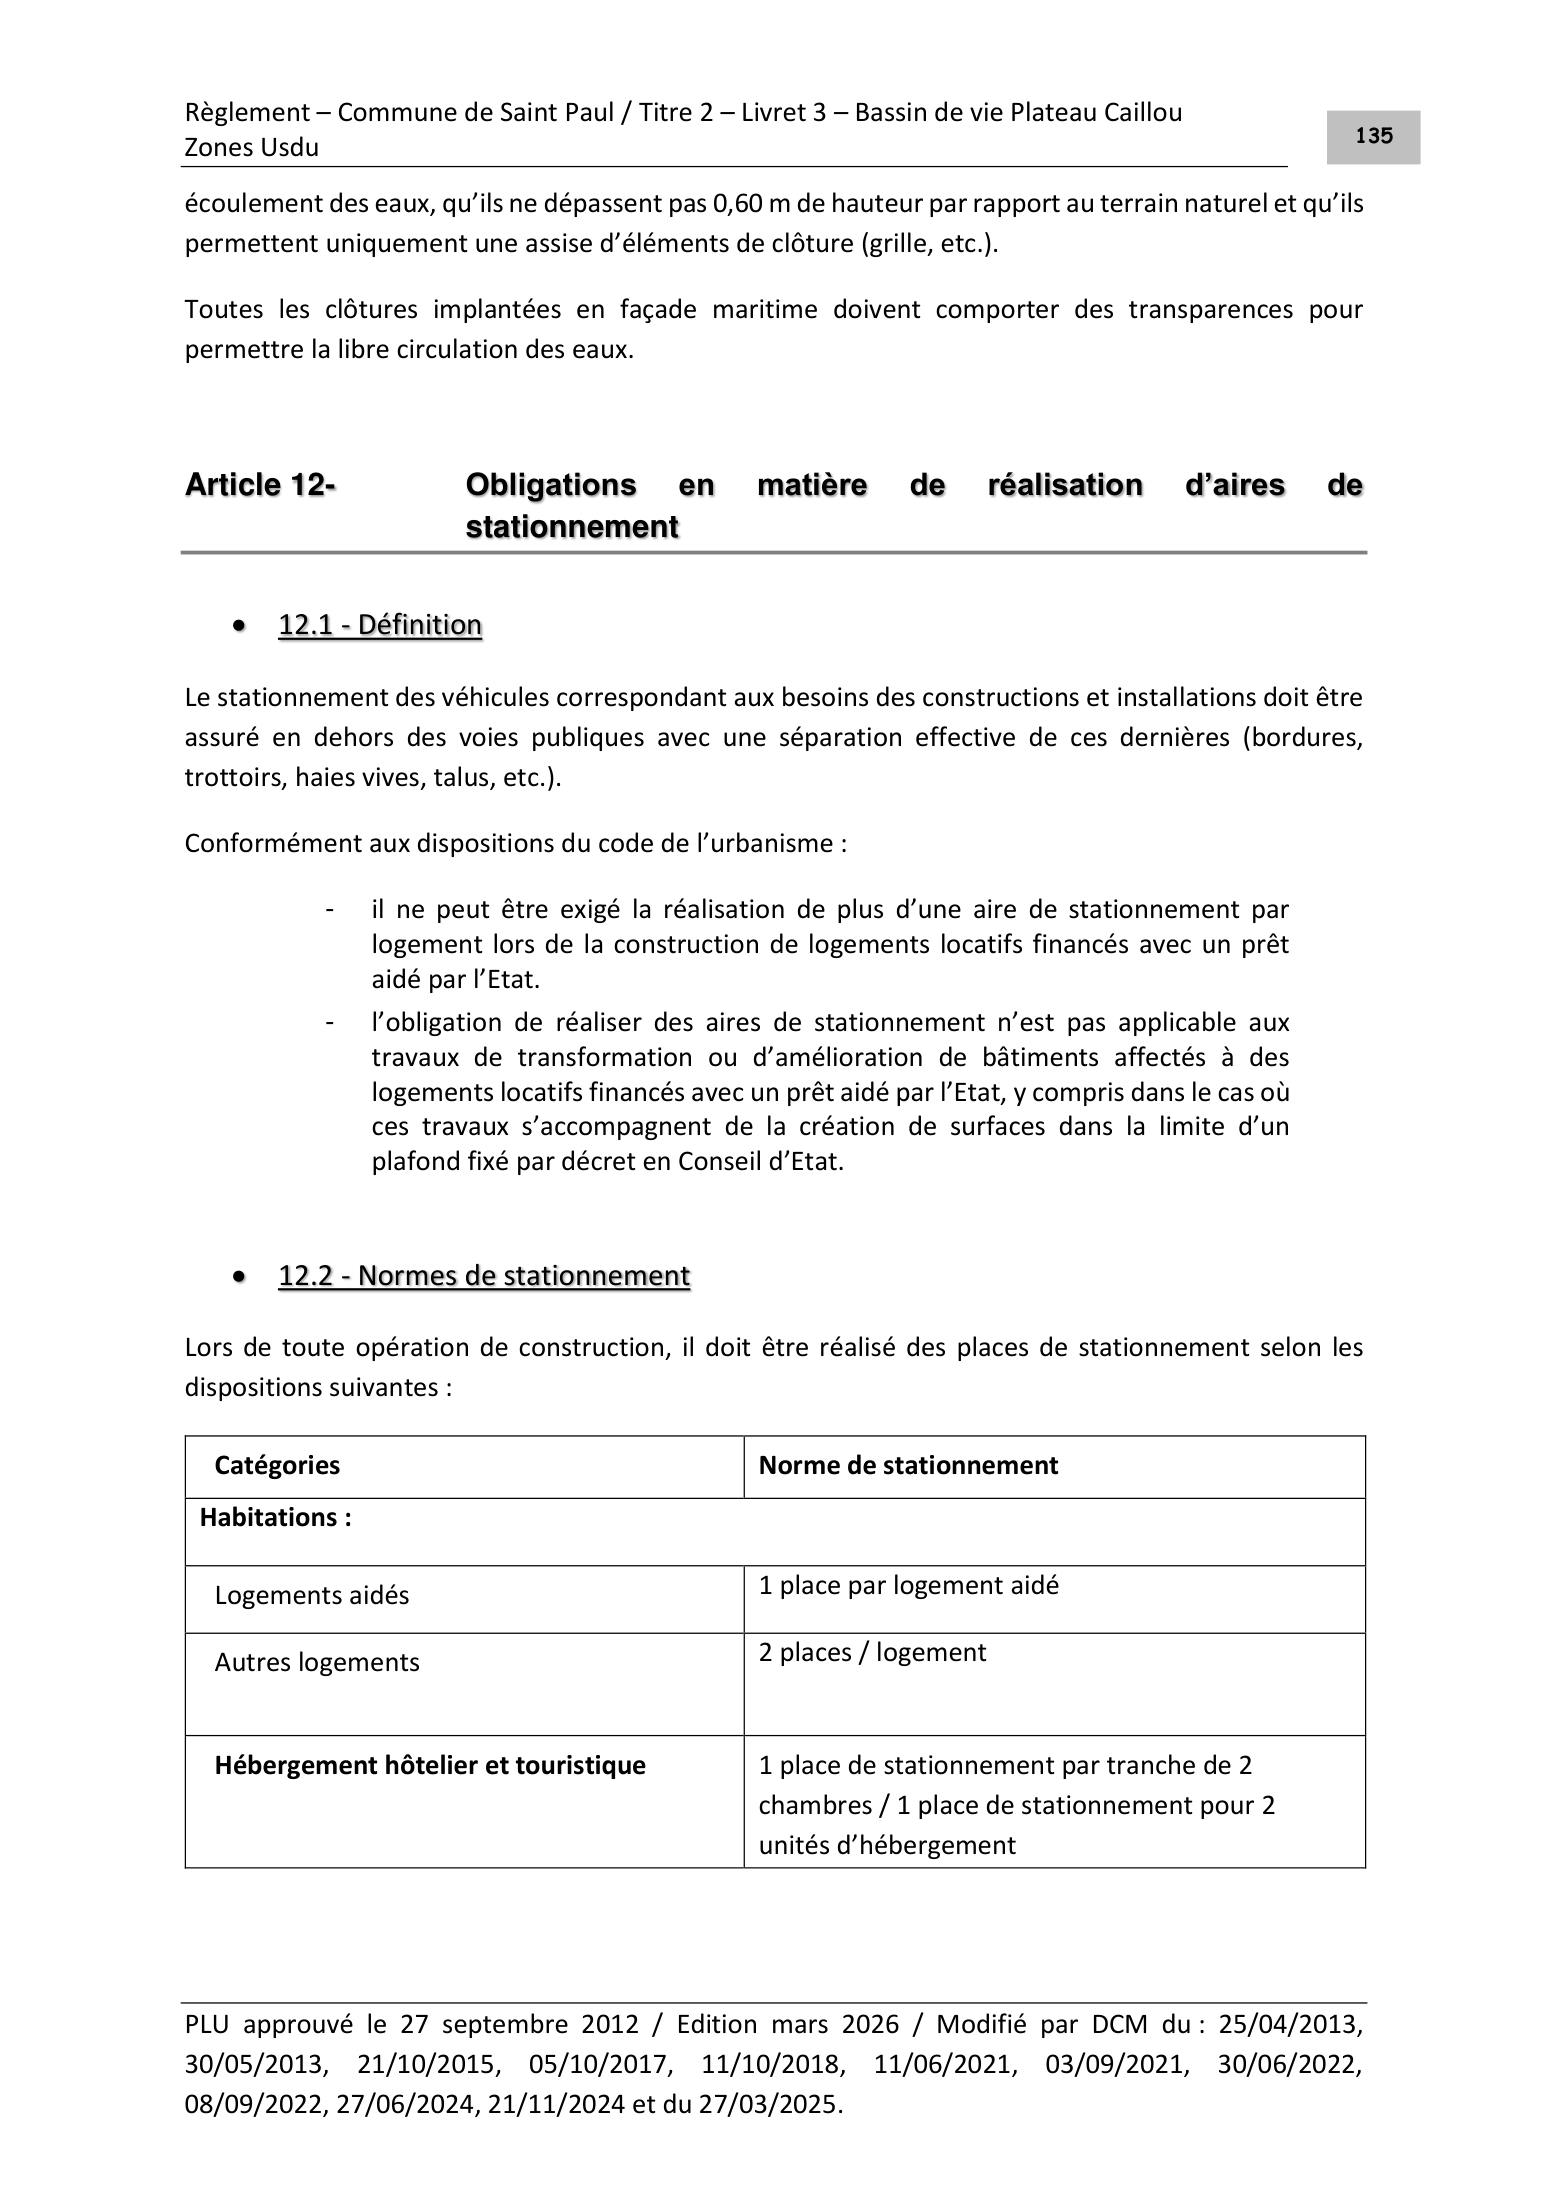 Règlement – Commune de Saint Paul / Titre 2 – Livret 3 – Bassin de vie Plateau Caillou
Zones Usdu
135
écoulement des eaux, qu’ils ne dépassent pas 0,60 m de hauteur par rapport au terrain naturel et qu’ils
permettent uniquement une assise d’éléments de clôture (grille, etc.).
Toutes les clôtures implantées en façade maritime doivent comporter des transparences pour
permettre la libre circulation des eaux.
Article 12- Obligations en matière de réalisation d’aires de
stationnement
• 12.1 - Définition
Le stationnement des véhicules correspondant aux besoins des constructions et installations doit être
assuré en dehors des voies publiques avec une séparation effective de ces dernières (bordures,
trottoirs, haies vives, talus, etc.).
Conformément aux dispositions du code de l’urbanisme :
- il ne peut être exigé la réalisation de plus d’une aire de stationnement par
logement lors de la construction de logements locatifs financés avec un prêt
aidé par l’Etat.
- l’obligation de réaliser des aires de stationnement n’est pas applicable aux
travaux de transformation ou d’amélioration de bâtiments affectés à des
logements locatifs financés avec un prêt aidé par l’Etat, y compris dans le cas où
ces travaux s’accompagnent de la création de surfaces dans la limite d’un
plafond fixé par décret en Conseil d’Etat.
• 12.2 - Normes de stationnement
Lors de toute opération de construction, il doit être réalisé des places de stationnement selon les
dispositions suivantes :
Catégories Norme de stationnement
Habitations :
Logements aidés 1 place par logement aidé
Autres logements 2 places / logement
Hébergement hôtelier et touristique 1 place de stationnement par tranche de 2
chambres / 1 place de stationnement pour 2
unités d’hébergement
PLU approuvé le 27 septembre 2012 / Edition mars 2026 / Modifié par DCM du : 25/04/2013,
30/05/2013, 21/10/2015, 05/10/2017, 11/10/2018, 11/06/2021, 03/09/2021, 30/06/2022,
08/09/2022, 27/06/2024, 21/11/2024 et du 27/03/2025.